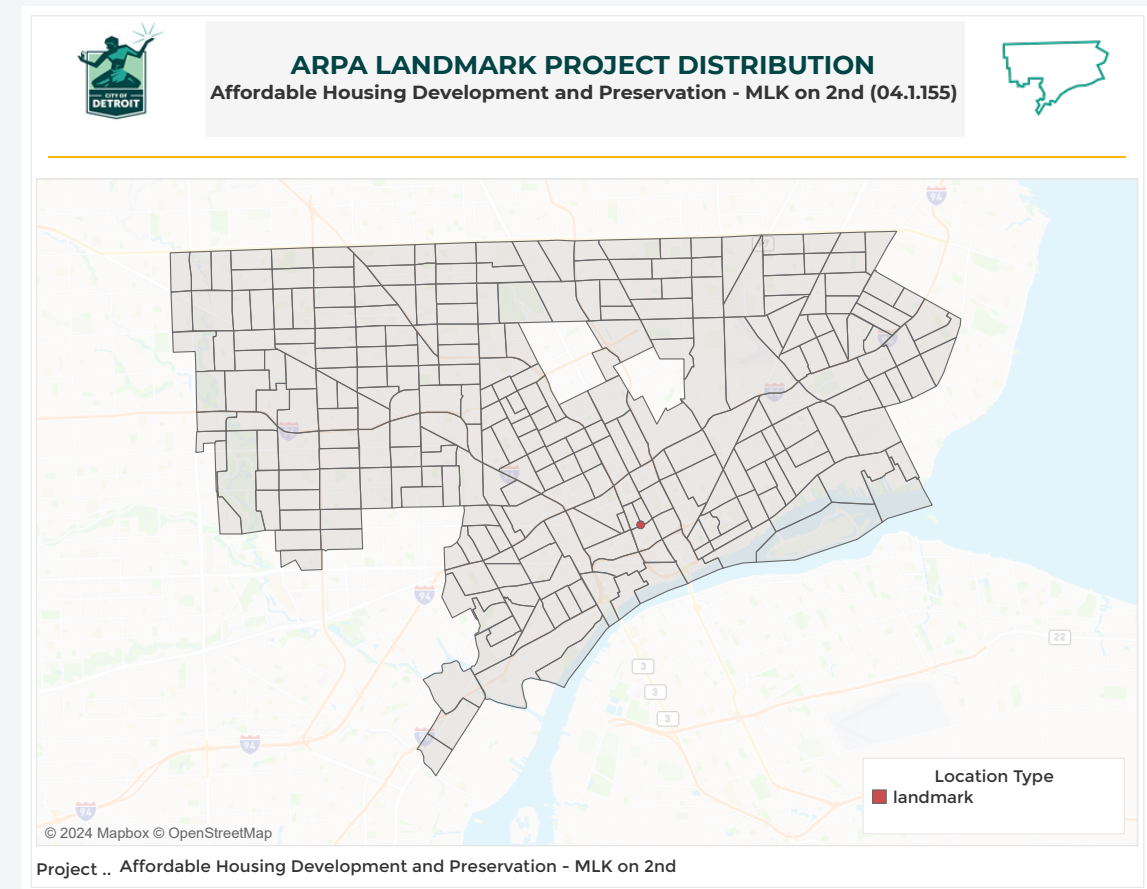 CITY OF
DETROIT
ARPA LANDMARK PROJECT DISTRIBUTION
Affordable Housing Development and Preservation - MLK on 2nd (04.1.155)
94
94
94
94
94
3
3
3
22
Location Type
landmark
© 2024 Mapbox © OpenStreetMap
Project .. Affordable Housing Development and Preservation - MLK on 2nd